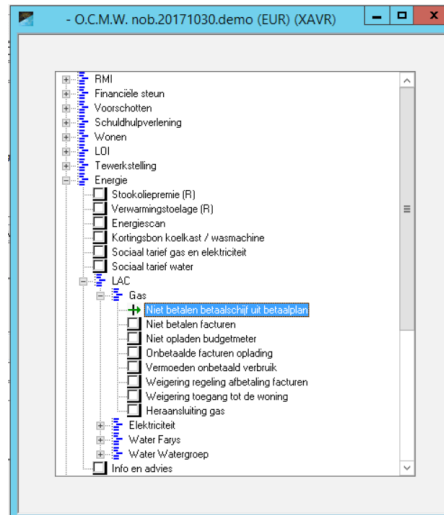 - O.C.M.W. nob.20171030.demo (EUR) (XAVR)
RMI
Financiële steun
Voorschotten
Schuldhulpverlening
Wonen
LOI
Tewerkstelling
Energie
Stookoliepremie (R)
Verwarmingstoelage (R)
Energiescan
Kortingsbon koelkast / wasmachine
Sociaal tarief gas en elektriciteit
Sociaal tarief water
LAC
Gas
Niet betalen betaalschijf uit betaalplan
Niet betalen facturen
Niet opladen budgetmeter
Onbetaalde facturen oplading
Vermoeden onbetaald verbruik
Weigering regeling afbetaling facturen
Weigering toegang tot de woning
Heraansluiting gas
Elektriciteit
Water Farys
Water Watergroep
Info en advies